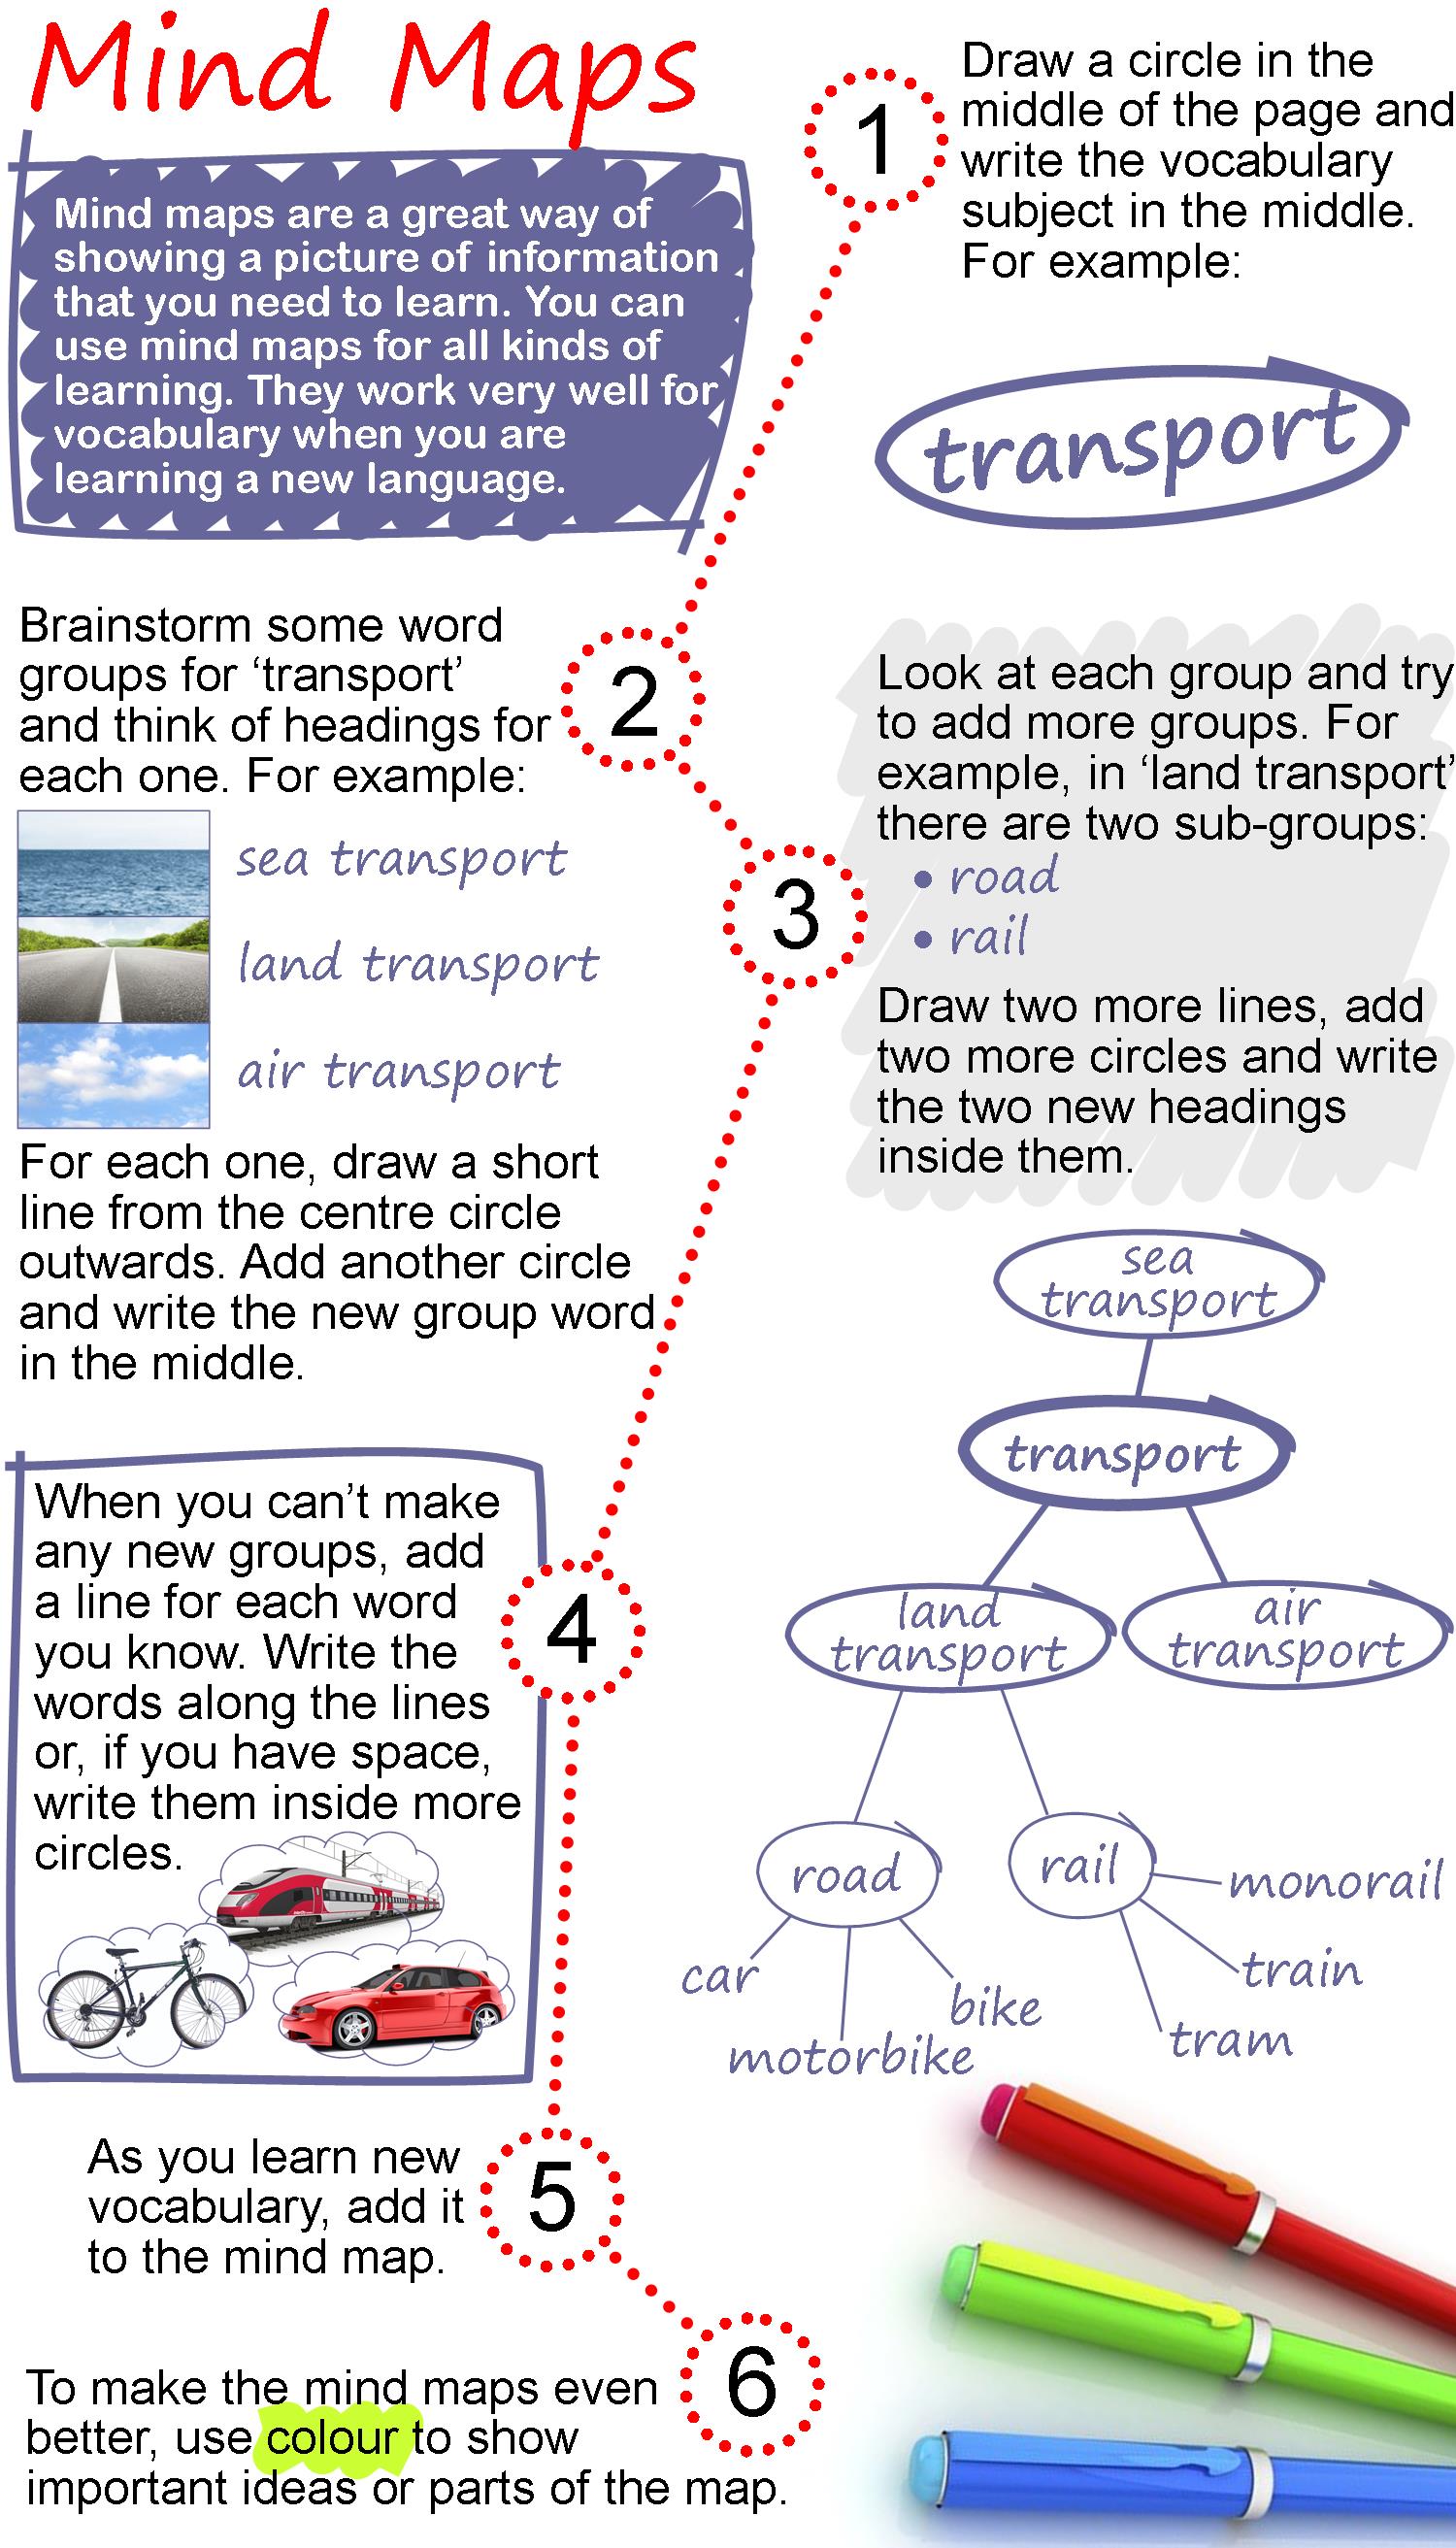 Mind Maps
Mind maps are a great way of
showing a picture of information
that you need to learn. You can
use mind maps for all kinds of
learning. They work very well for
vocabulary when you are
learning a new language.
1
Draw a circle in the
middle of the page and
write the vocabulary
subject in the middle.
For example:
transport
2
Brainstorm some word
groups for ‘transport’
and think of headings for
each one. For example:
sea transport
land transport
air transport
For each one, draw a short
line from the centre circle
outwards. Add another circle
and write the new group word
in the middle.
3
Look at each group and try
to add more groups. For
example, in ‘land transport’
there are two sub-groups:
• road
• rail
Draw two more lines, add
two more circles and write
the two new headings
inside them.
sea
transport
transport
land
transport
air
transport
road
rail
monorail
car
train
bike
tram
motorbike
4
When you can’t make
any new groups, add
a line for each word
you know. Write the
words along the lines
or, if you have space,
write them inside more
circles.
5
As you learn new
vocabulary, add it
to the mind map.
6
To make the mind maps even
better, use colour to show
important ideas or parts of the map.